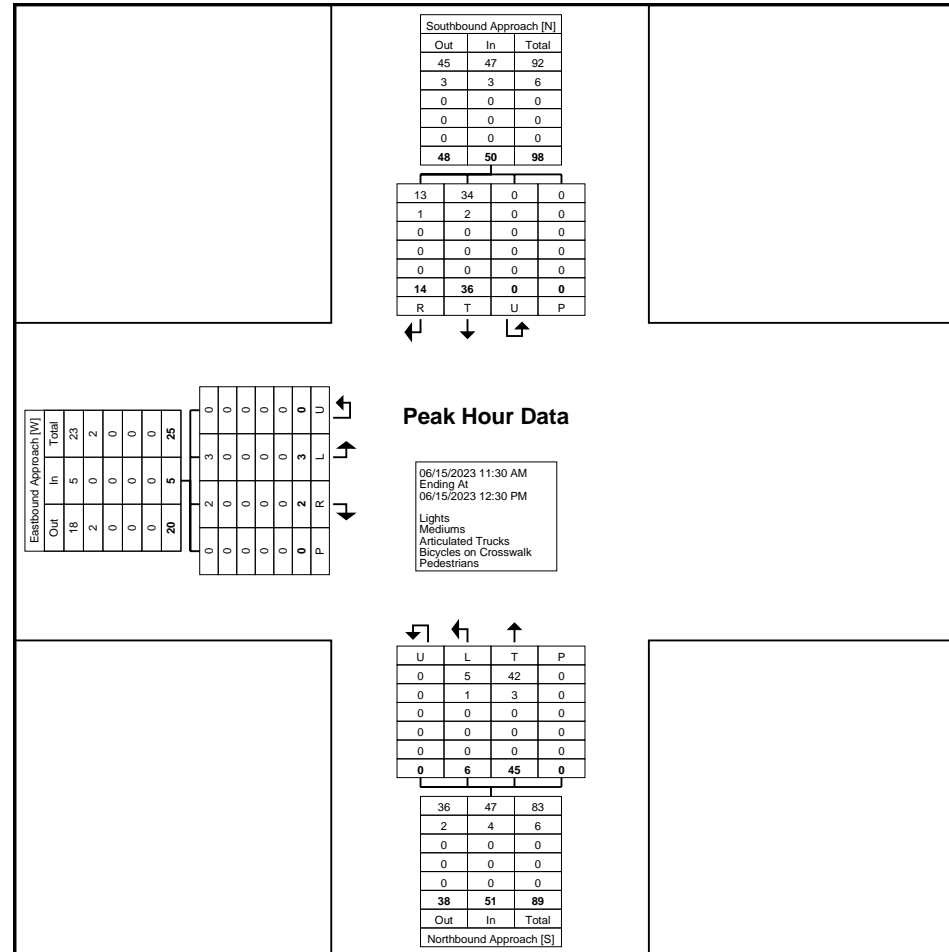 Southbound Approach [N]
Out In Total
45 47 92
3 3 6
0 0 0
0 0 0
0 0 0
48 50 98
13 34 0 0
1 2 0 0
0 0 0 0
0 0 0 0
0 0 0 0
14 36 0 0
R T U P
Eastbound Approach [W]
Out In Total
18 5 23
2 0 2
0 0 0
0 0 0
0 0 0
20 5 25
0 2 3 0
0 0 0 0
0 0 0 0
0 0 0 0
0 0 0 0
0 2 3 0
P R L U
Peak Hour Data
06/15/2023 11:30 AM
Ending At
06/15/2023 12:30 PM
Lights
Mediums
Articulated Trucks
Bicycles on Crosswalk
Pedestrians
U L T P
0 5 42 0
0 1 3 0
0 0 0 0
0 0 0 0
0 0 0 0
0 6 45 0
36 47 83
2 4 6
0 0 0
0 0 0
0 0 0
38 51 89
Out In Total
Northbound Approach [S]